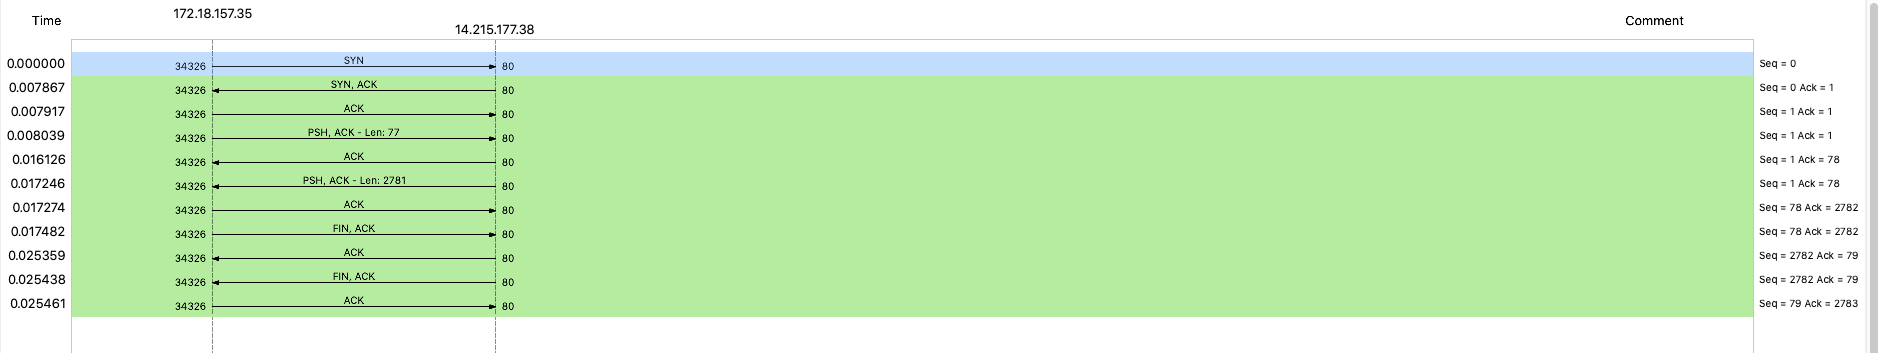 172.18.157.35
Time
Comment
14.215.177.38
0.000000 34326 SYN 80 Seq = 0
0.007867 34326 SYN, ACK 80 Seq = 0 Ack = 1
0.007917 34326 ACK 80 Seq = 1 Ack = 1
0.008039 34326 PSH, ACK - Len: 77 80 Seq = 1 Ack = 1
0.016126 34326 ACK 80 Seq = 1 Ack = 78
0.017246 34326 PSH, ACK - Len: 2781 80 Seq = 1 Ack = 78
0.017274 34326 ACK 80 Seq = 78 Ack = 2782
0.017482 34326 FIN, ACK 80 Seq = 78 Ack = 2782
0.025359 34326 ACK 80 Seq = 2782 Ack = 79
0.025438 34326 FIN, ACK 80 Seq = 2782 Ack = 79
0.025461 34326 ACK 80 Seq = 79 Ack = 2783